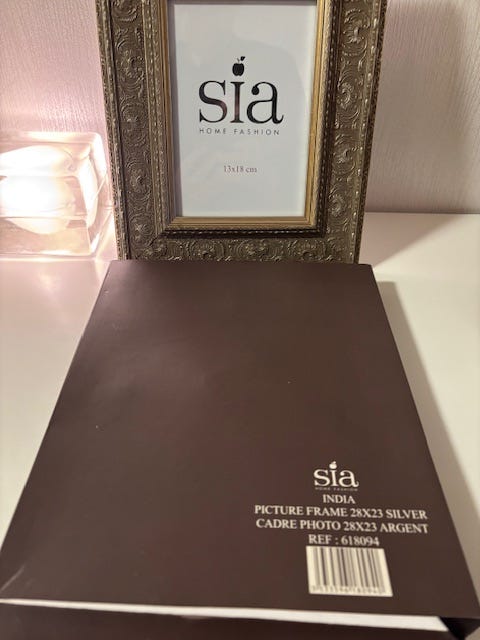 sia
HOME FASHION
13x18 cm
sia
HOME FASHION
INDIA
PICTURE FRAME 28X23 SILVER
CADRE PHOTO 28X23 ARGENT
REF : 618094